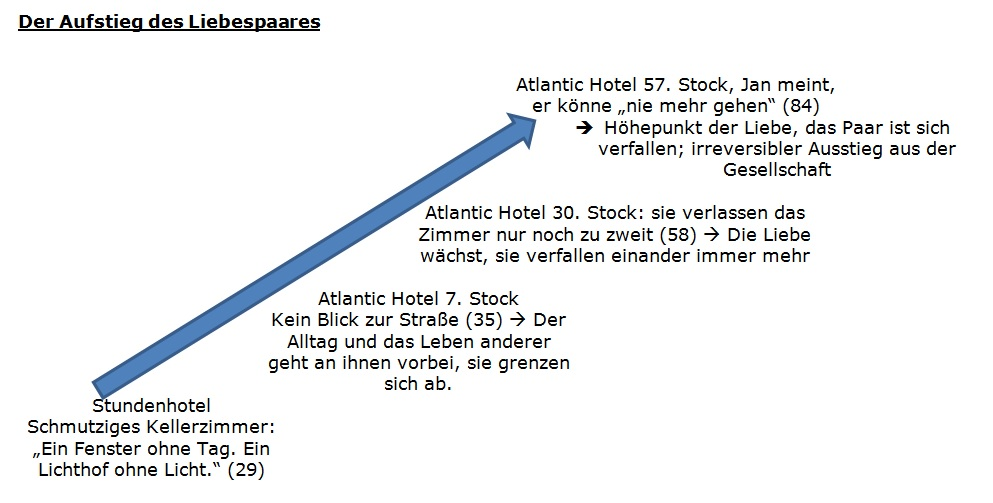 Der Aufstieg des Liebespaares
Atlantic Hotel 57. Stock, Jan meint,
er könne „nie mehr gehen“ (84)
➔ Höhepunkt der Liebe, das Paar ist sich
verfallen; irreversibler Ausstieg aus der
Gesellschaft
Atlantic Hotel 30. Stock: sie verlassen das
Zimmer nur noch zu zweit (58) → Die Liebe
wächst, sie verfallen einander immer mehr
Atlantic Hotel 7. Stock
Kein Blick zur Straße (35) → Der
Alltag und das Leben anderer
geht an ihnen vorbei, sie grenzen
sich ab.
Stundenhotel
Schmutziges Kellerzimmer:
„Ein Fenster ohne Tag. Ein
Lichthof ohne Licht.“ (29)